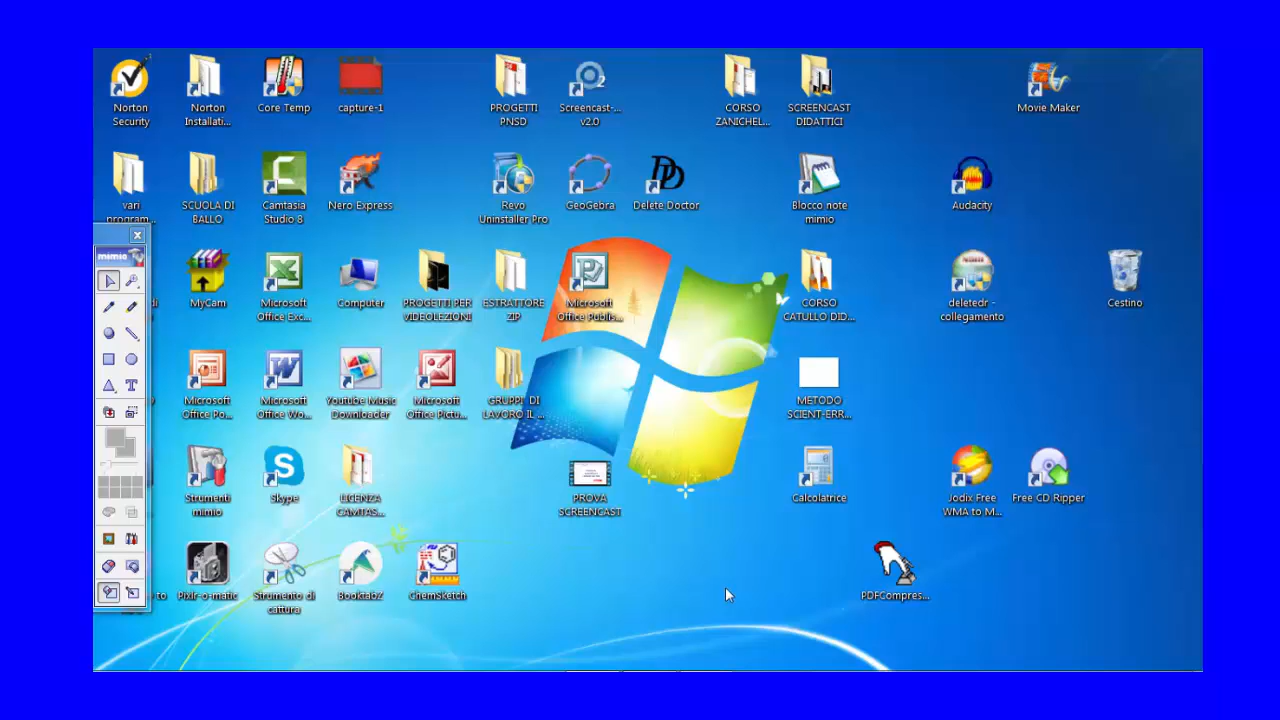 Norton
Security
Norton
Installati...
Core Temp
capture-1
PROGETTI
PNSD
Screencast-...
v2.0
CORSO
ZANICHEL...
SCREENCAST
DIDATTICI
Movie Maker
vari
program...
SCUOLA DI
BALLO
Camtasia
Studio 8
Nero Express
Revo
Uninstaller Pro
GeoGebra
Delete Doctor
Blocco note
mimio
Audacity
mimio
MyCam
Microsoft
Office Exc...
Computer
PROGETTI PER
VIDEOLEZIONI
ESTRATTORE
ZIP
Microsoft
Office Publis...
CORSO
CATULLO DID...
deletedr -
collegamento
Cestino
Microsoft
Office Po...
Microsoft
Office Wo...
Youtube Music
Downloader
Microsoft
Office Pictu...
GRUPPI DI
LAVORO IL ...
METODO
SCIENT-ERR...
Strumenti
mimio
Skype
LICENZA
CAMTAS...
PROVA
SCREENCAST
Calcolatrice
Jodix Free
WMA to M...
Free CD Ripper
to
Pixlr-o-matic
Strumento di
cattura
BooktabZ
ChemSketch
PDFCompres...